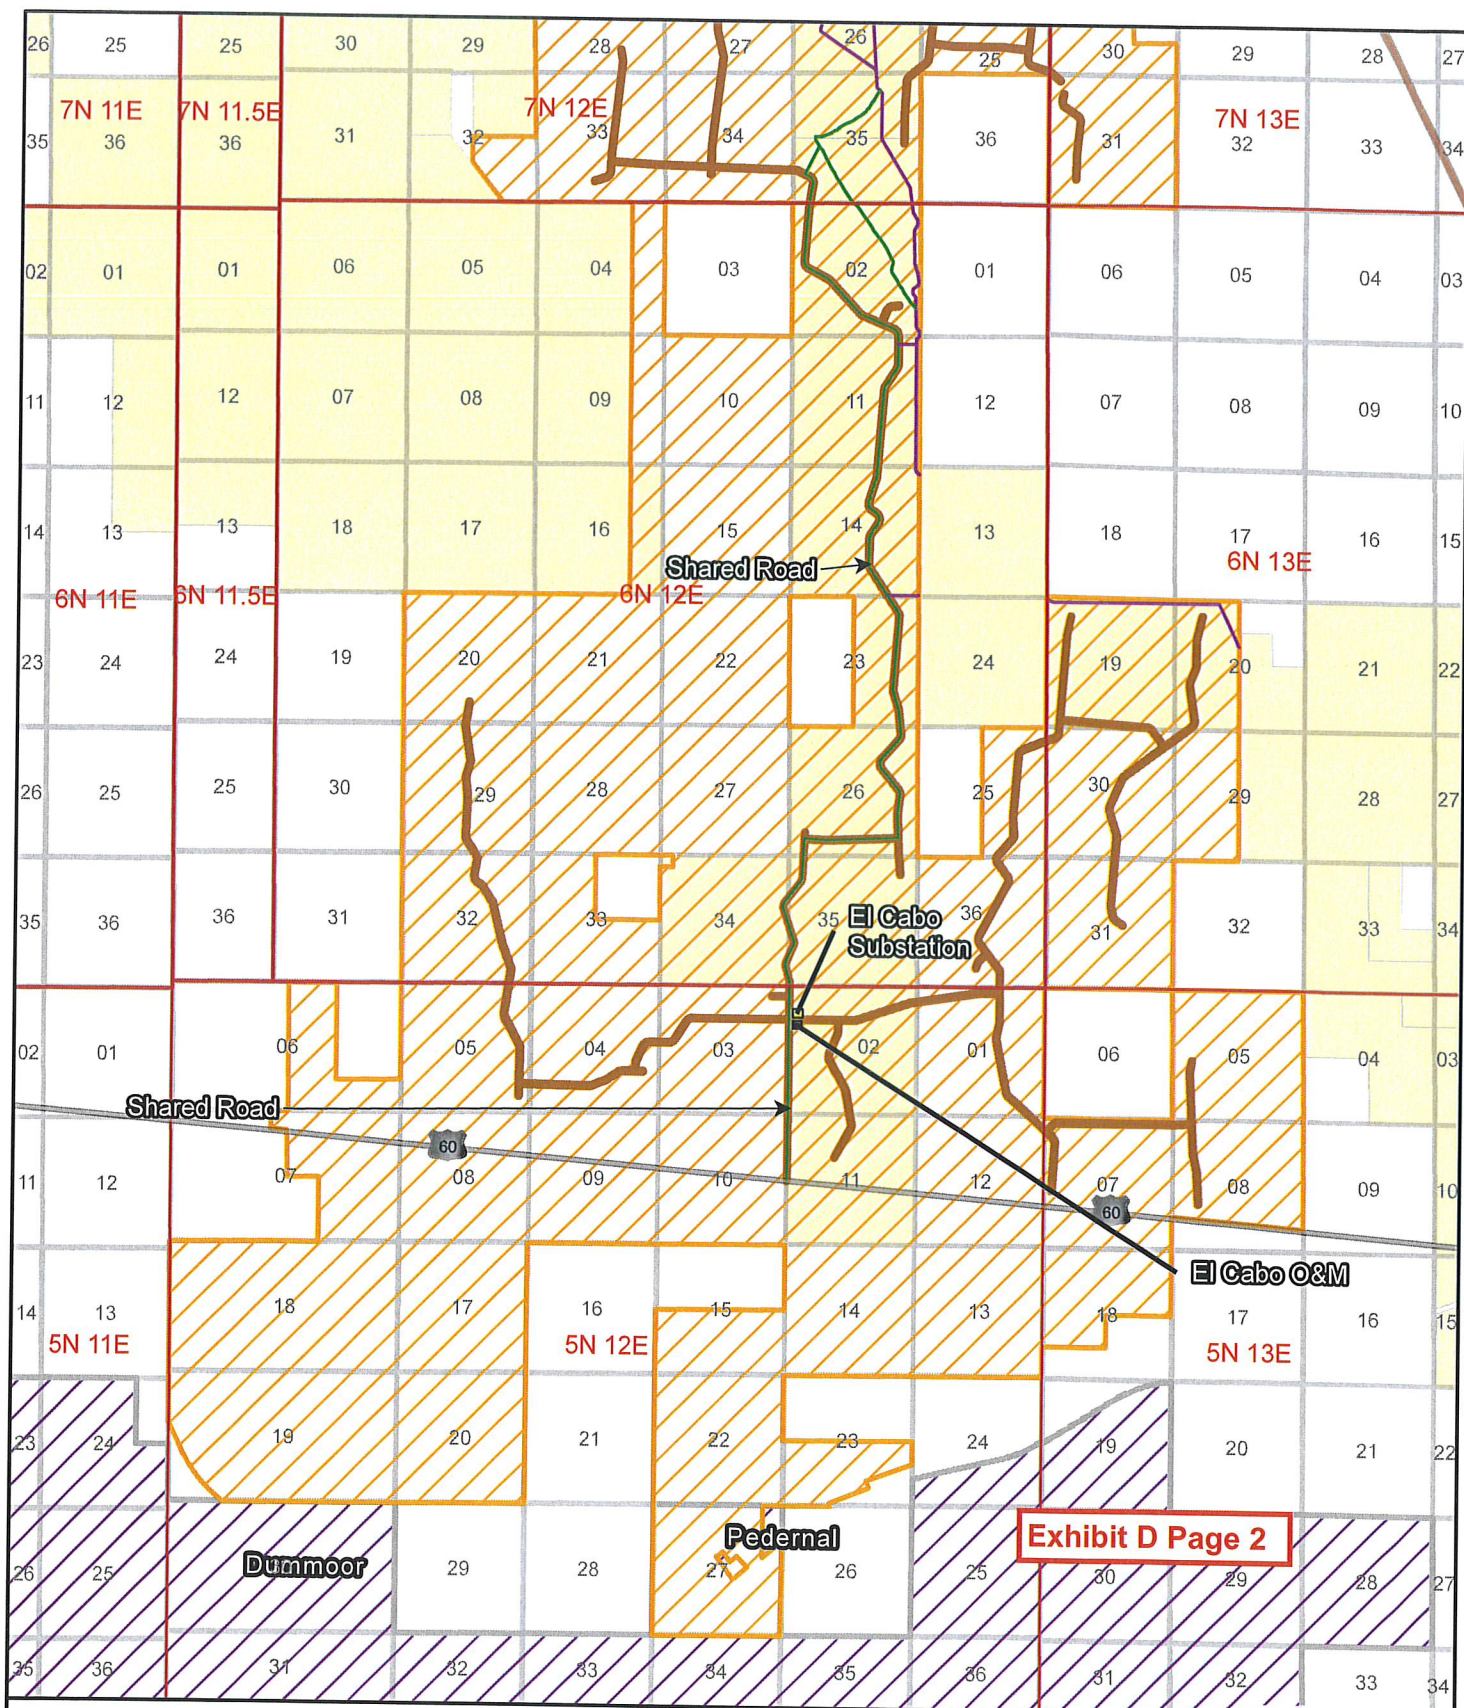 26 25 25 30 29 28 27 26 25 30 29 28 27
7N 11E 7N 11.5E 7N 12E 7N 13E
35 36 36 31 32 33 34 35 36 31 32 33 34
02 01 01 06 05 04 03 02 01 06 05 04 03
11 12 12 07 08 09 10 11 12 07 08 09 10
14 13 13 18 17 16 15 14 13 18 17 16 15
Shared Road
6N 11E 6N 11.5E 6N 12E 6N 13E
23 24 24 19 20 21 22 23 24 19 20 21 22
26 25 25 30 29 28 27 26 25 30 29 28 27
35 36 36 31 32 33 34 35 36 31 32 33 34
El Cabo
Substation
02 01 06 05 04 03 02 01 06 05 04 03
Shared Road
60
11 12 07 08 09 10 11 12 07 08 09 10
60
El Cabo O&M
14 13 18 17 16 15 14 13 18 17 16 15
5N 11E 5N 12E 5N 13E
23 24 19 20 21 22 23 24 19 20 21 22
Exhibit D Page 2
Pedernal
Dunmoor
26 25 29 28 27 26 25 30 29 28 27
35 36 31 32 33 34 35 36 31 32 33 34